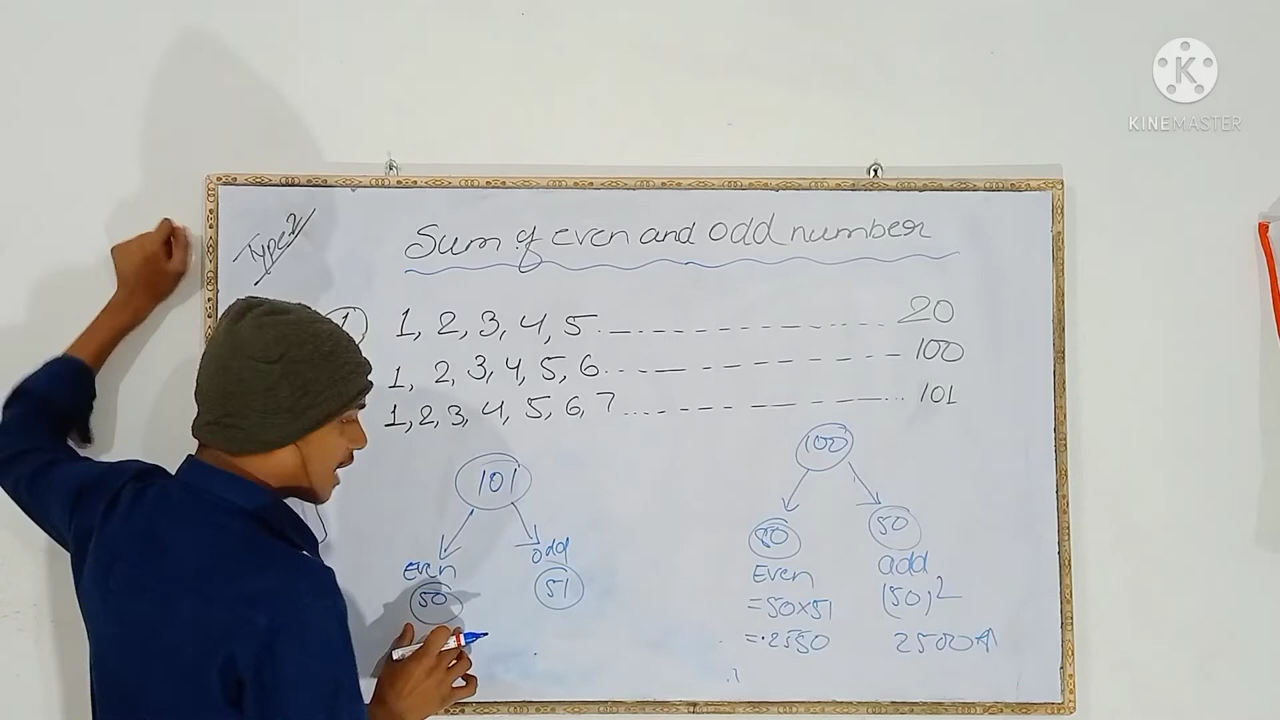 KINEMASTER
Type 2
Sum of even and odd number
1 1, 2, 3, 4, 5 20
1, 2, 3, 4, 5, 6 100
1, 2, 3, 4, 5, 6, 7 101
101
even odd
50 51
100
50 50
Even add
=50×51 (50)2
=2550 2500